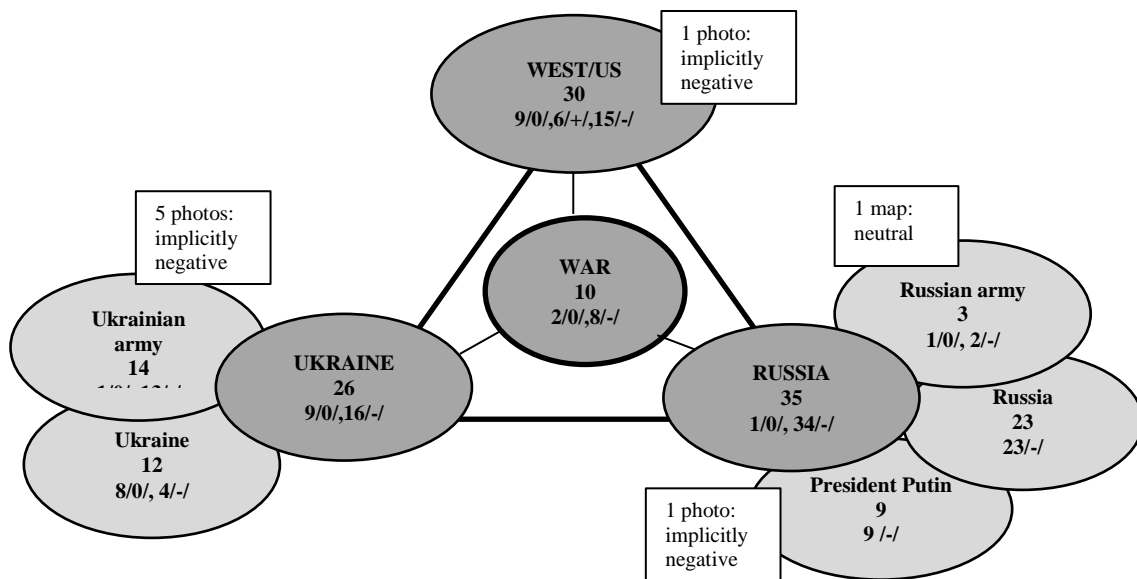 1 photo:
implicitly
negative
WEST/US
30
9/0/,6/+/,15/-/
5 photos:
implicitly
negative
1 map:
neutral
WAR
10
2/0/,8/-/
Ukrainian
army
14
Russian army
3
1/0/, 2/-/
UKRAINE
26
9/0/,16/-/
RUSSIA
35
1/0/, 34/-/
Russia
23
23/-/
Ukraine
12
8/0/, 4/-/
President Putin
9
9 /-/
1 photo:
implicitly
negative